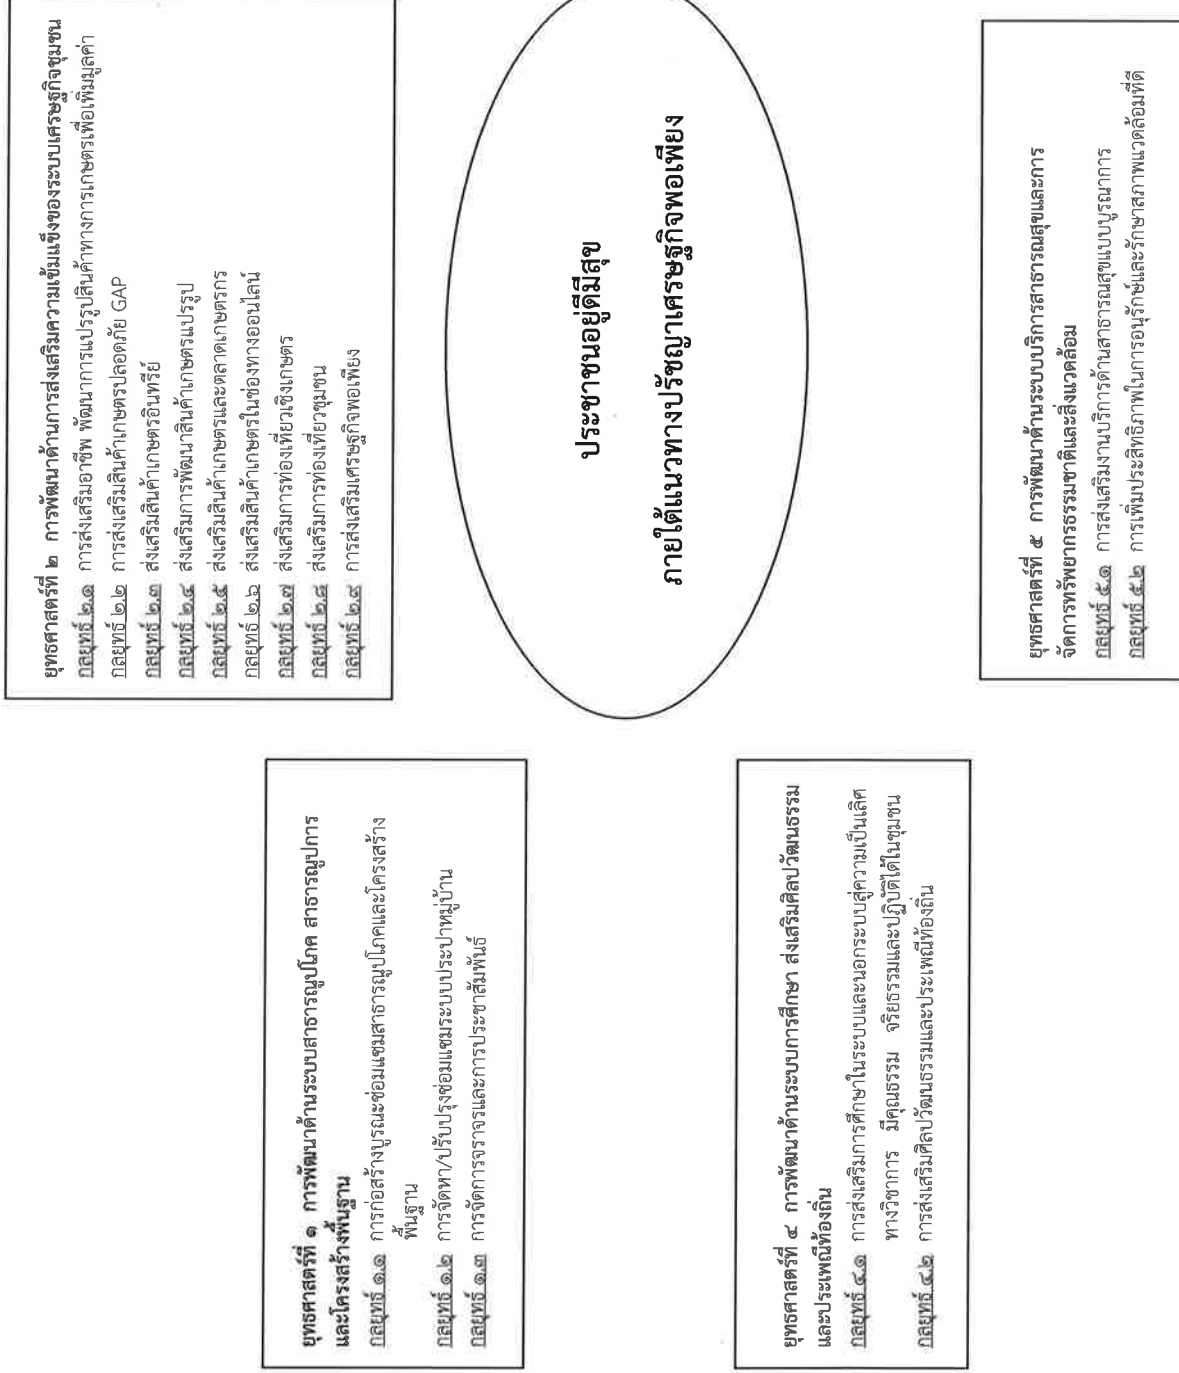 ยุทธศาสตร์ที่ ๑ การพัฒนาด้านระบบสาธารณูปโภค สาธารณูปการ
และโครงสร้างพื้นฐาน
กลยุทธ์ ๑.๑ การก่อสร้างบูรณะซ่อมแซมสาธารณูปโภคและโครงสร้าง
พื้นฐาน
กลยุทธ์ ๑.๒ การจัดหา/ปรับปรุงซ่อมแซมระบบประปาหมู่บ้าน
กลยุทธ์ ๑.๓ การจัดการจราจรและการประชาสัมพันธ์
ยุทธศาสตร์ที่ ๒ การพัฒนาด้านการส่งเสริมความเข้มแข็งของระบบเศรษฐกิจชุมชน
กลยุทธ์ ๒.๑ การส่งเสริมอาชีพ พัฒนาการแปรรูปสินค้าทางการเกษตรเพื่อเพิ่มมูลค่า
กลยุทธ์ ๒.๒ การส่งเสริมสินค้าเกษตรปลอดภัย GAP
กลยุทธ์ ๒.๓ ส่งเสริมสินค้าเกษตรอินทรีย์
กลยุทธ์ ๒.๔ ส่งเสริมการพัฒนาสินค้าเกษตรแปรรูป
กลยุทธ์ ๒.๕ ส่งเสริมสินค้าเกษตรและตลาดเกษตรกร
กลยุทธ์ ๒.๖ ส่งเสริมสินค้าเกษตรในช่องทางออนไลน์
กลยุทธ์ ๒.๗ ส่งเสริมการท่องเที่ยวเชิงเกษตร
กลยุทธ์ ๒.๘ ส่งเสริมการท่องเที่ยวชุมชน
กลยุทธ์ ๒.๙ การส่งเสริมเศรษฐกิจพอเพียง
ประชาชนอยู่ดีมีสุข
ภายใต้แนวทางปรัชญาเศรษฐกิจพอเพียง
ยุทธศาสตร์ที่ ๔ การพัฒนาด้านระบบการศึกษา ส่งเสริมศิลปวัฒนธรรม
และประเพณีท้องถิ่น
กลยุทธ์ ๔.๑ การส่งเสริมการศึกษาในระบบและนอกระบบสู่ความเป็นเลิศ
ทางวิชาการ มีคุณธรรม จริยธรรมและปฏิบัติได้ในชุมชน
กลยุทธ์ ๔.๒ การส่งเสริมศิลปวัฒนธรรมและประเพณีท้องถิ่น
ยุทธศาสตร์ที่ ๕ การพัฒนาด้านระบบบริการสาธารณสุขและการ
จัดการทรัพยากรธรรมชาติและสิ่งแวดล้อม
กลยุทธ์ ๕.๑ การส่งเสริมงานบริการด้านสาธารณสุขแบบบูรณาการ
กลยุทธ์ ๕.๒ การเพิ่มประสิทธิภาพในการอนุรักษ์และรักษาสภาพแวดล้อมที่ดี